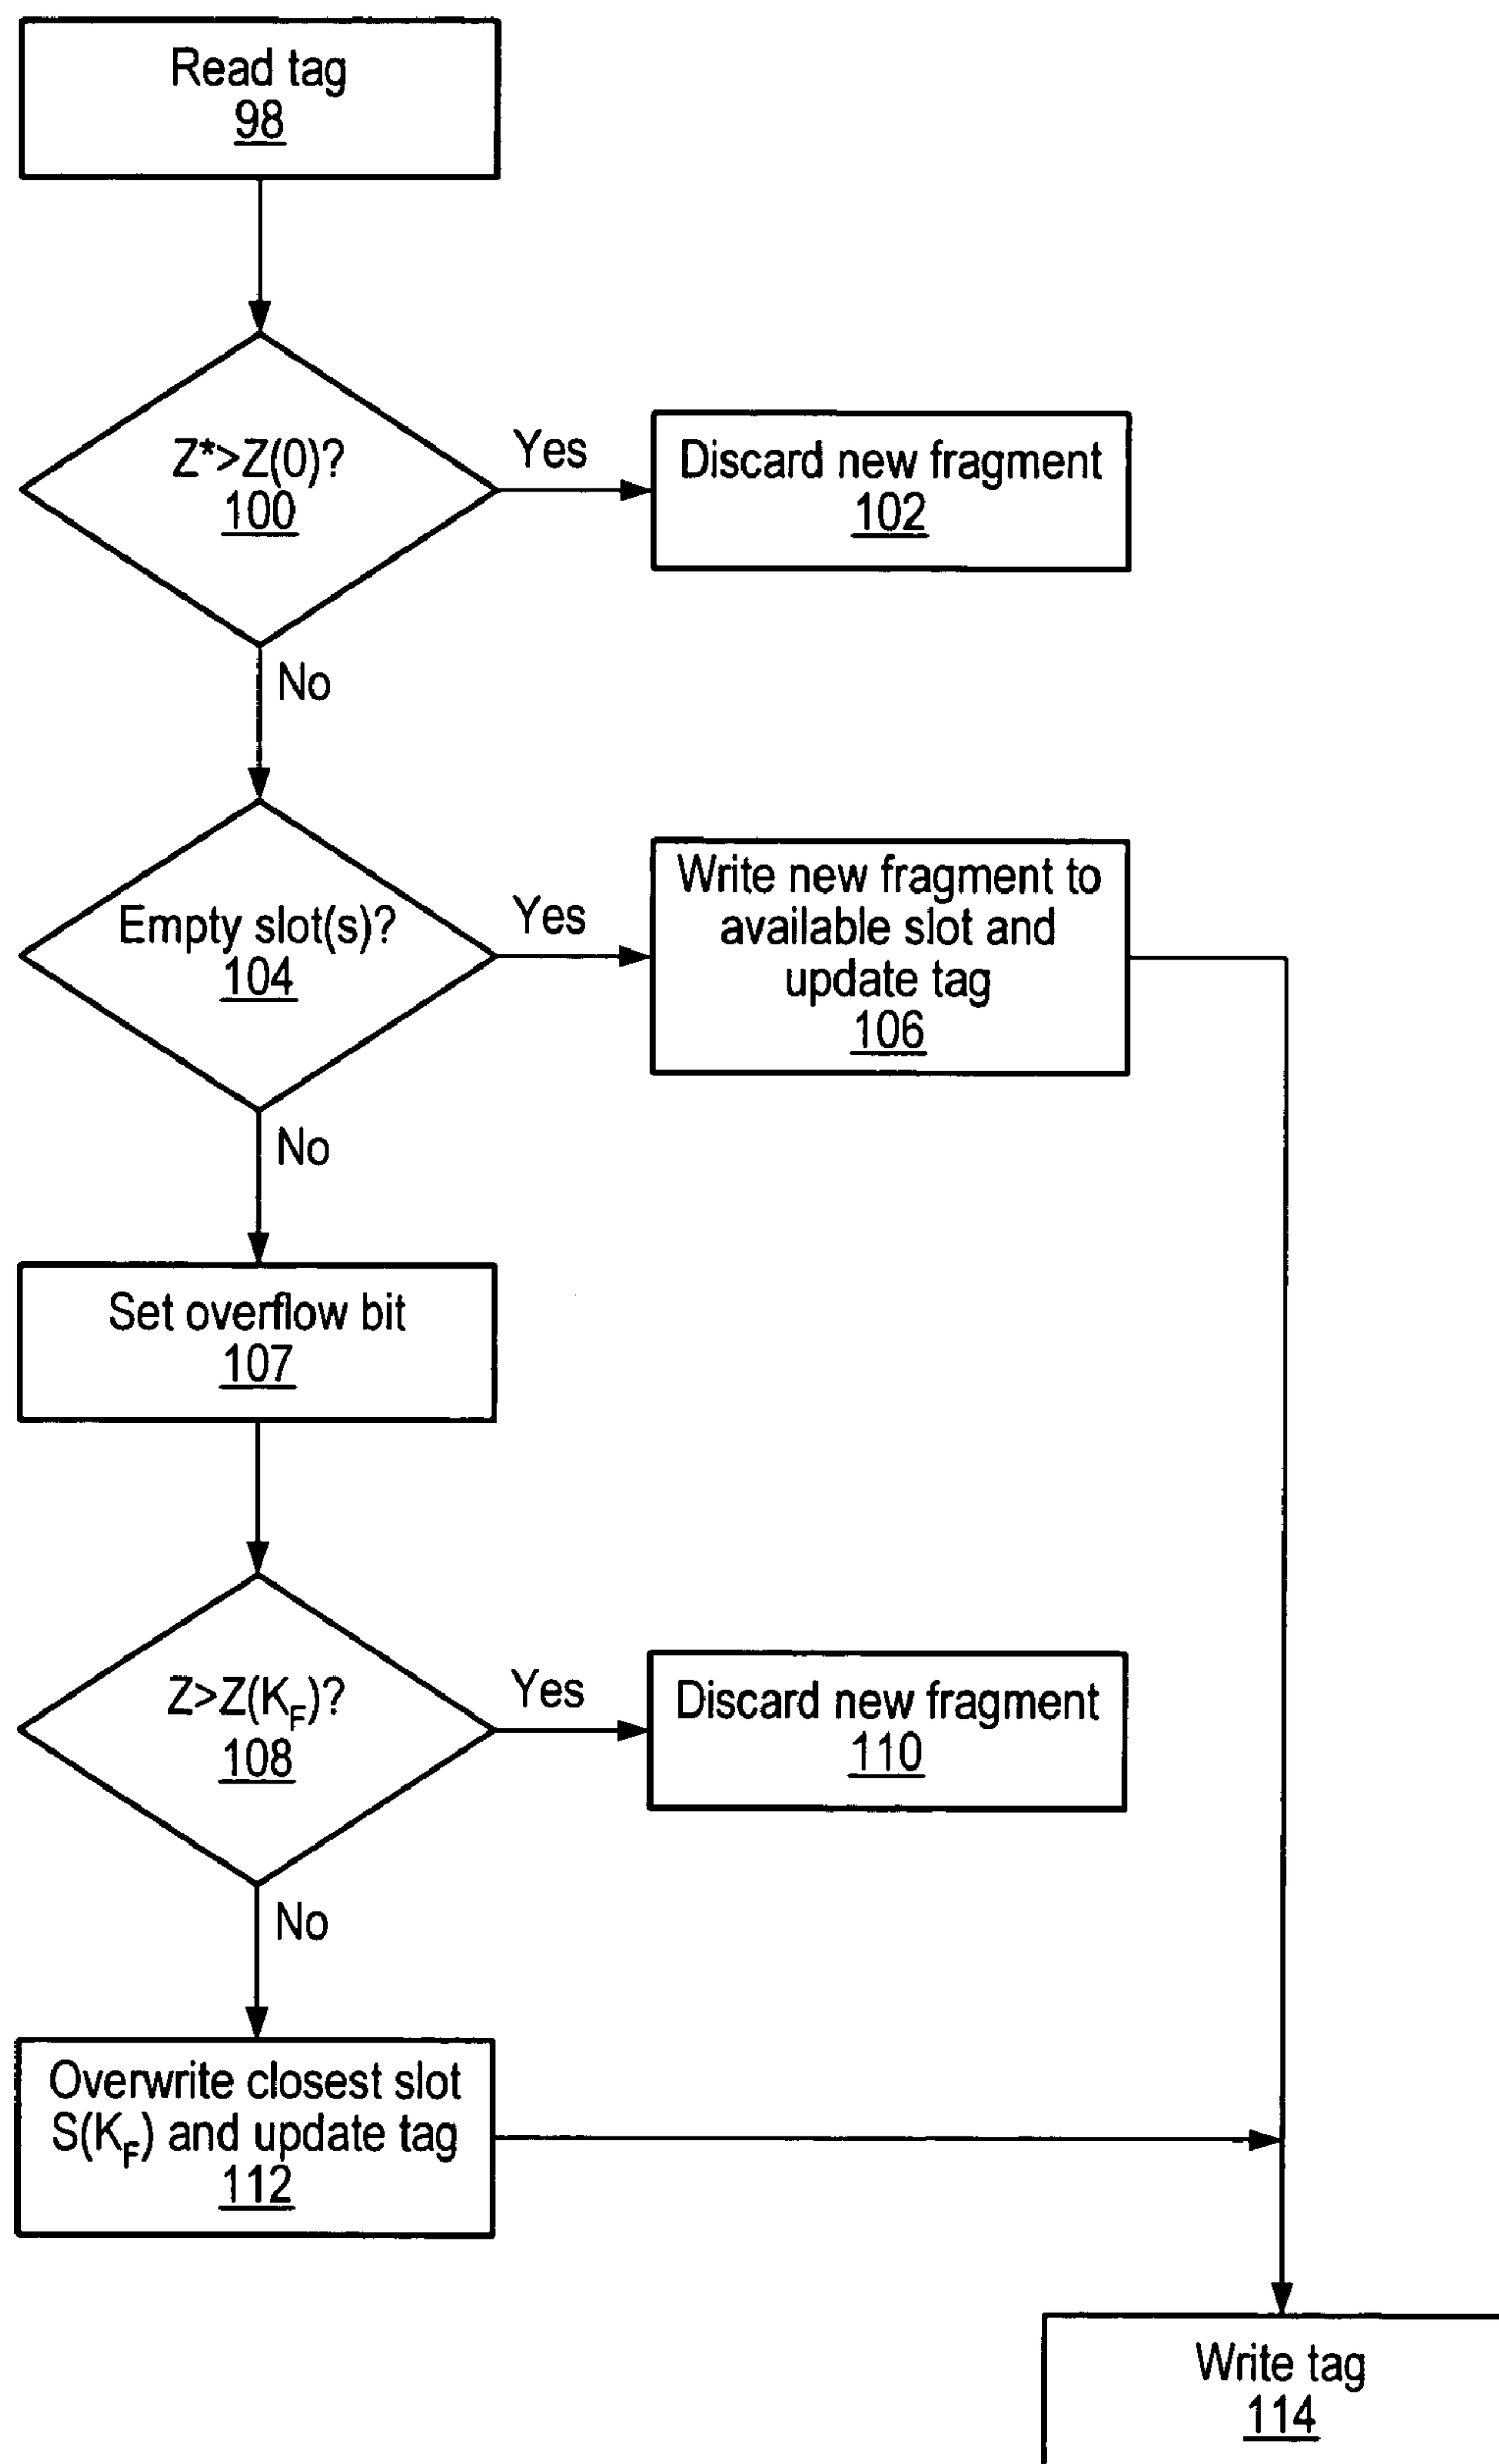 Read tag
98
Z*>Z(0)?
100
Yes
Discard new fragment
102
No
Empty slot(s)?
104
Yes
Write new fragment to
available slot and
update tag
106
No
Set overflow bit
107
Z>Z(K_F)?
108
Yes
Discard new fragment
110
No
Overwrite closest slot
S(K_F) and update tag
112
Write tag
114